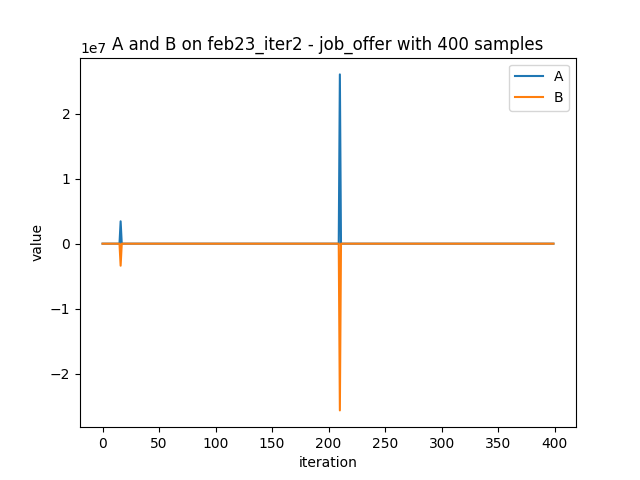 A and B on feb23_iter2 - job_offer with 400 samples
1e7
A
B
2
1
0
−1
−2
value
0
50
100
150
200
250
300
350
400
iteration